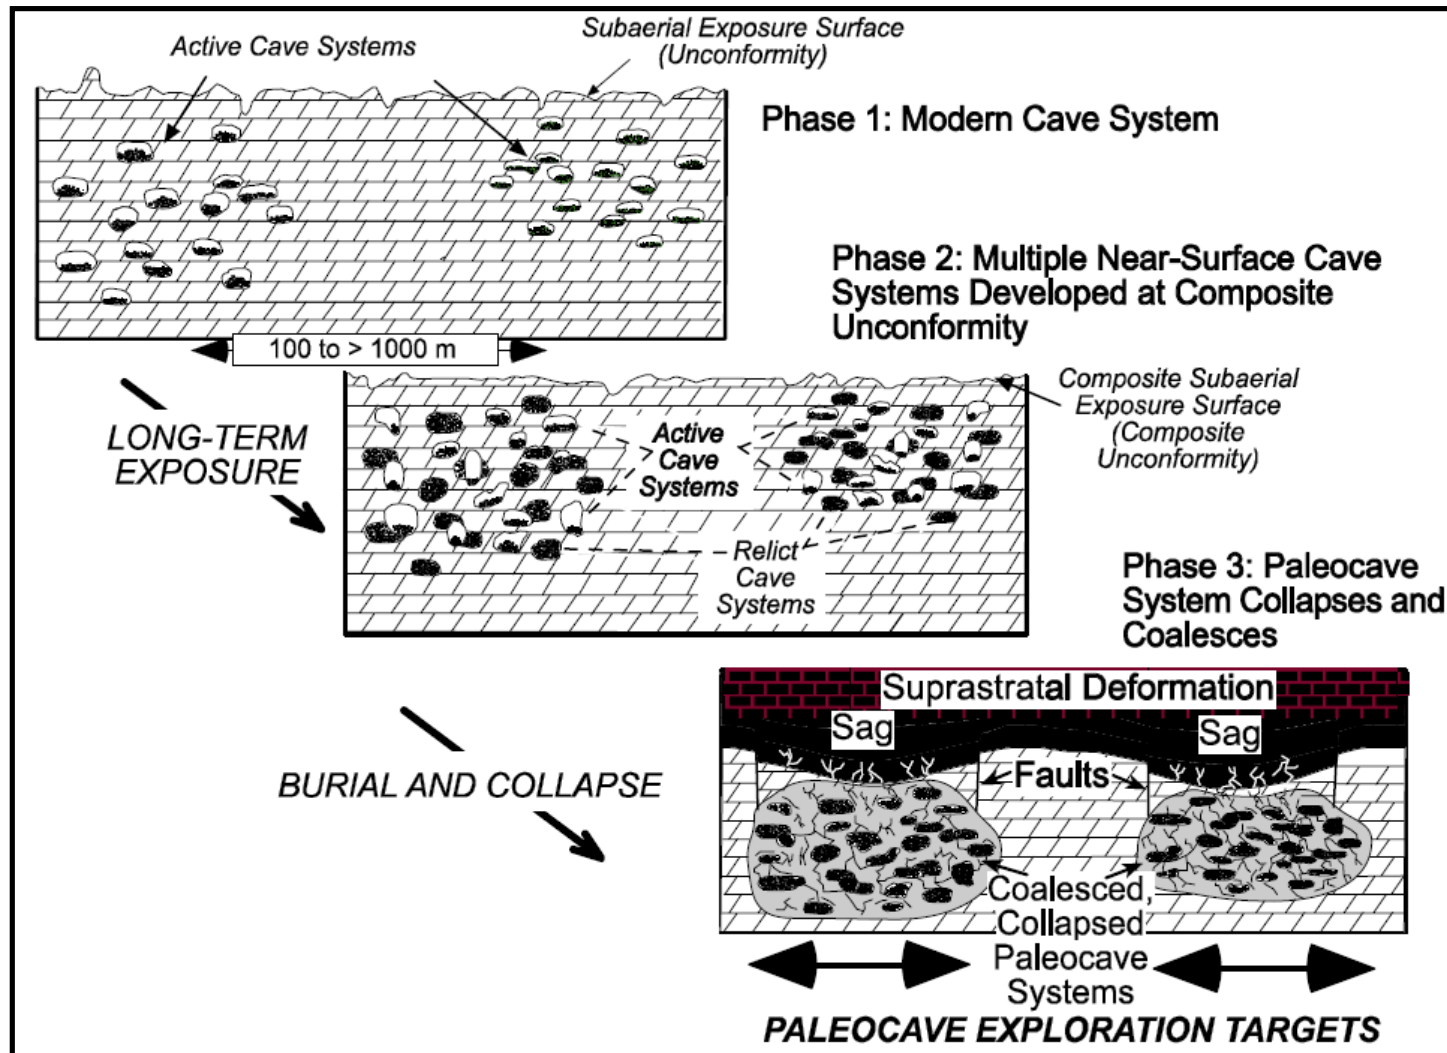 Active Cave Systems
Subaerial Exposure Surface
(Unconformity)
Phase 1: Modern Cave System
100 to > 1000 m
Phase 2: Multiple Near-Surface Cave
Systems Developed at Composite
Unconformity
LONG-TERM
EXPOSURE
Active
Cave
Systems
Composite Subaerial
Exposure Surface
(Composite
Unconformity)
Relict
Cave
Systems
Phase 3: Paleocave
System Collapses and
Coalesces
BURIAL AND COLLAPSE
Suprastratal Deformation
Sag
Sag
Faults
Coalesced,
Collapsed
Paleocave
Systems
PALEOCAVE EXPLORATION TARGETS